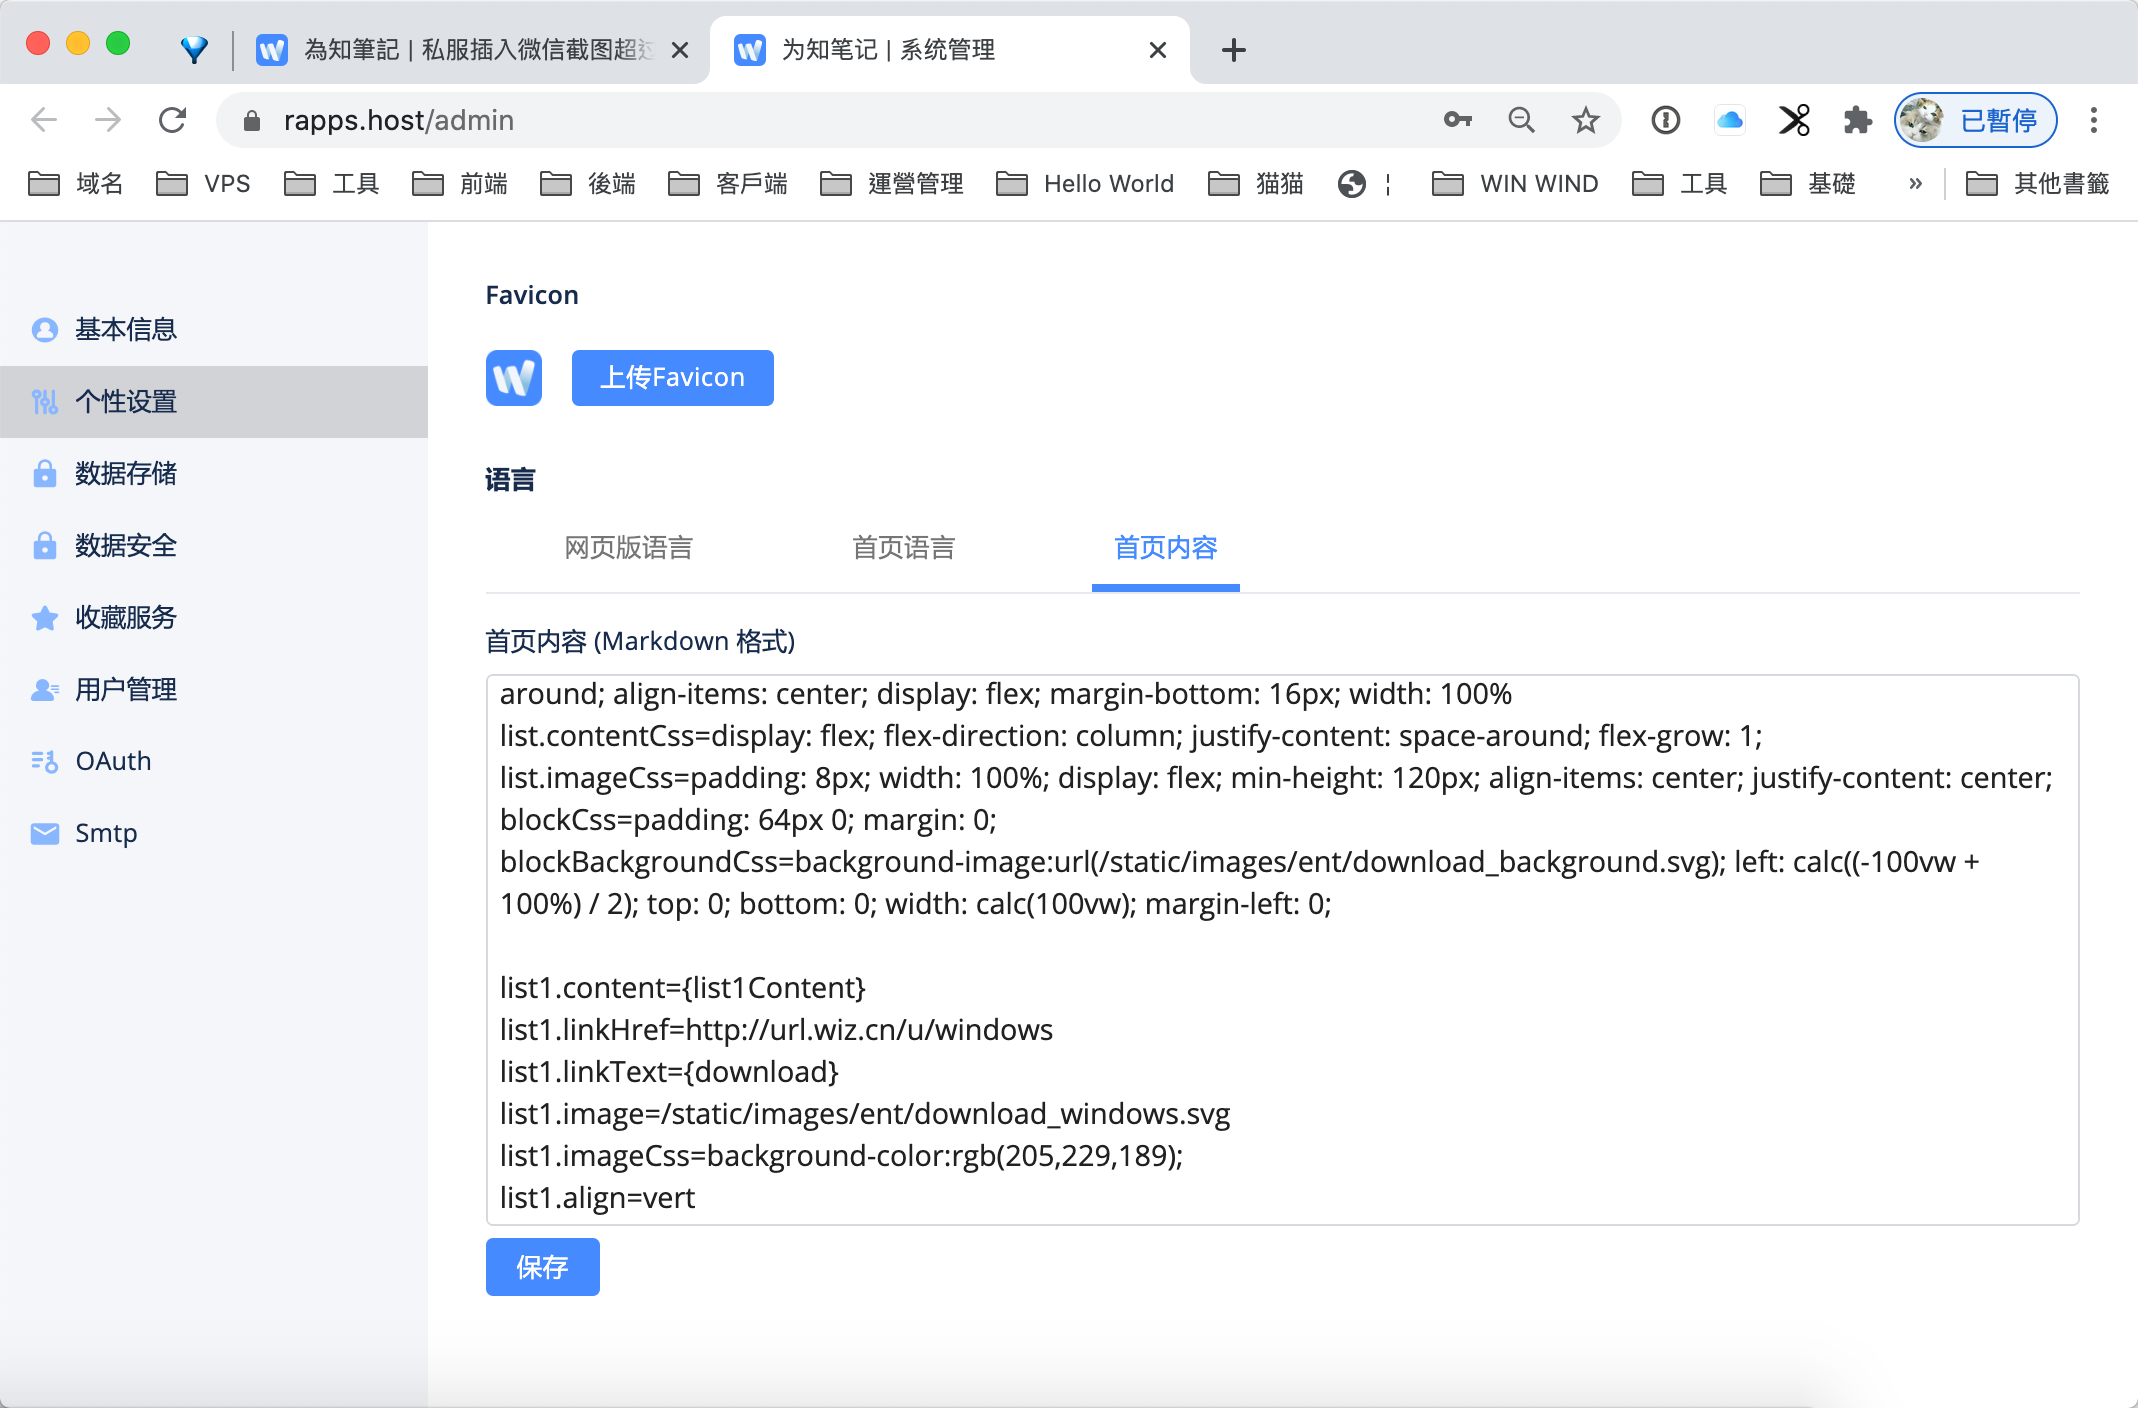 為知筆記 | 私服插入微信截图超过
为知笔记 | 系统管理
rapps.host/admin
已暫停
域名
VPS
工具
前端
後端
客戶端
運營管理
Hello World
猫猫
¦
WIN WIND
工具
基礎
»
其他書籤
基本信息
个性设置
数据存储
数据安全
收藏服务
用户管理
OAuth
Smtp
Favicon
上传Favicon
语言
网页版语言
首页语言
首页内容
首页内容 (Markdown 格式)
around; align-items: center; display: flex; margin-bottom: 16px; width: 100%
list.contentCss=display: flex; flex-direction: column; justify-content: space-around; flex-grow: 1;
list.imageCss=padding: 8px; width: 100%; display: flex; min-height: 120px; align-items: center; justify-content: center;
blockCss=padding: 64px 0; margin: 0;
blockBackgroundCss=background-image:url(/static/images/ent/download_background.svg); left: calc((-100vw +
100%) / 2); top: 0; bottom: 0; width: calc(100vw); margin-left: 0;
list1.content={list1Content}
list1.linkHref=http://url.wiz.cn/u/windows
list1.linkText={download}
list1.image=/static/images/ent/download_windows.svg
list1.imageCss=background-color:rgb(205,229,189);
list1.align=vert
保存